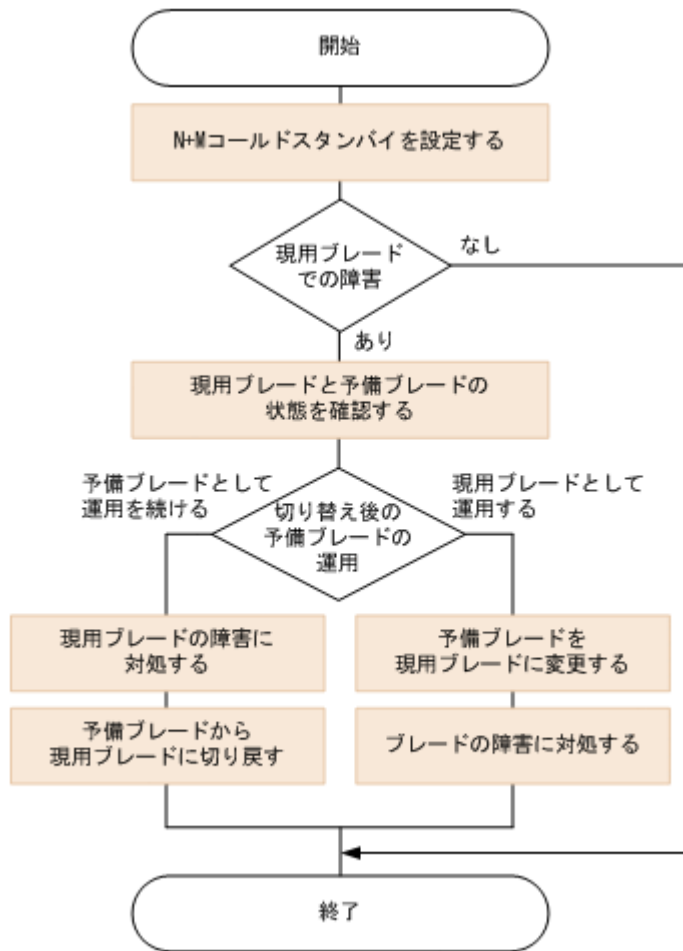 開始
N+Mコールドスタンバイを設定する
現用ブレード
での障害
なし
あり
現用ブレードと予備ブレードの
状態を確認する
予備ブレードとして
運用を続ける
切り替え後の
予備ブレードの
運用
現用ブレードとして
運用する
現用ブレードの障害に
対処する
予備ブレードを
現用ブレードに変更する
予備ブレードから
現用ブレードに切り戻す
ブレードの障害に対処する
終了